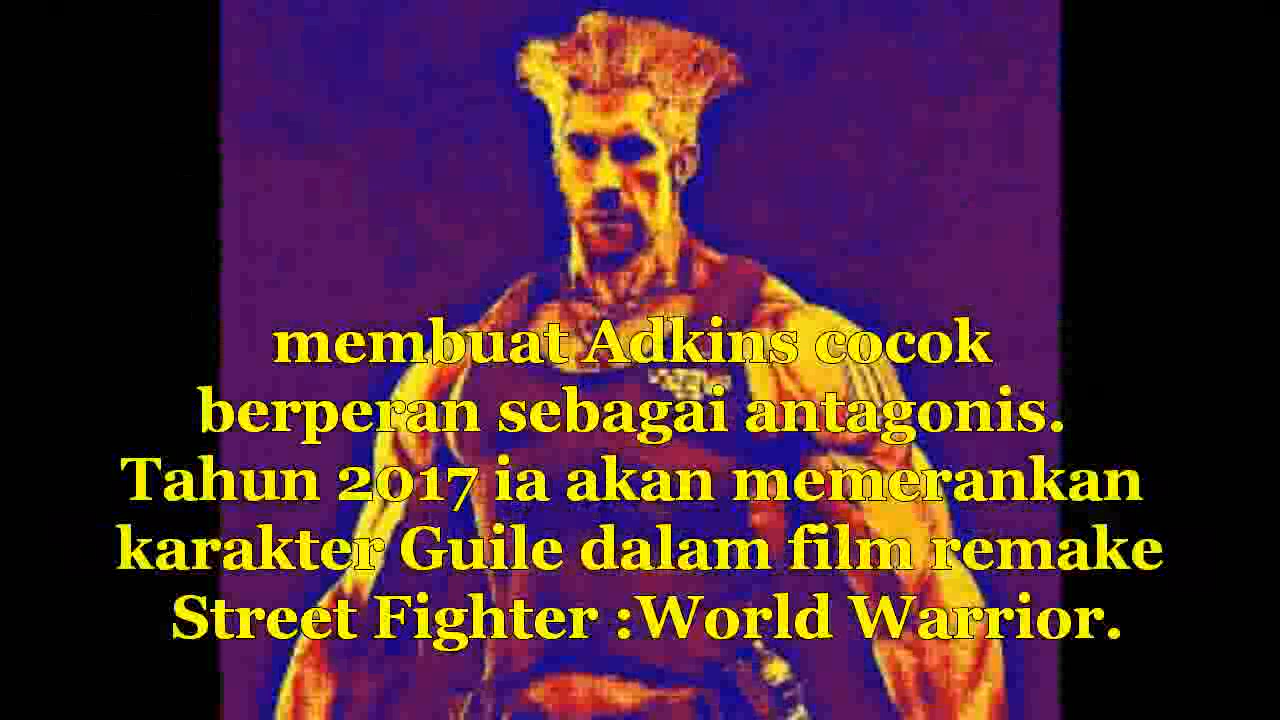 membuat Adkins cocok
berperan sebagai antagonis.
Tahun 2017 ia akan memerankan
karakter Guile dalam film remake
Street Fighter :World Warrior.